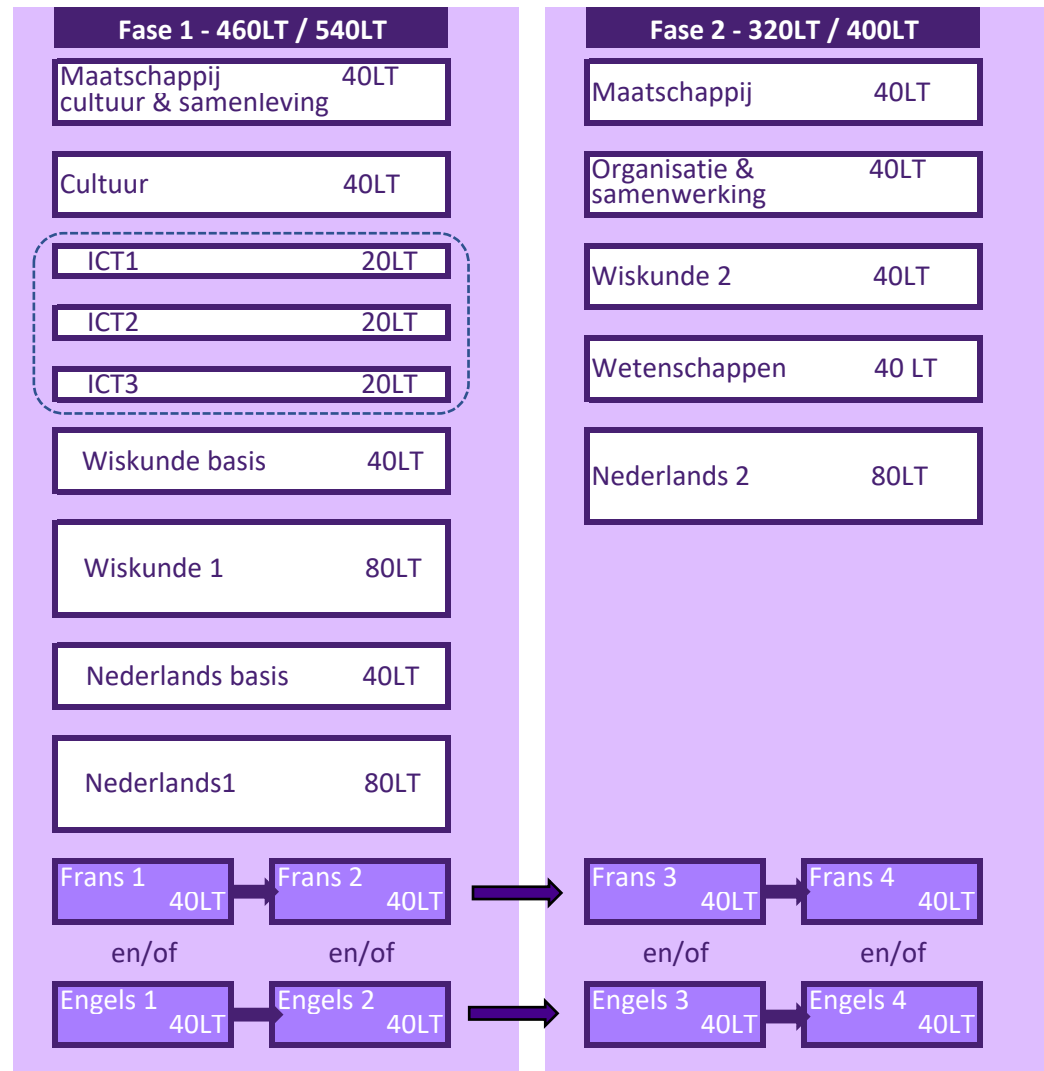 Fase 1 - 460LT / 540LT
Maatschappij 40LT
cultuur & samenleving
Cultuur 40LT
ICT1 20LT
ICT2 20LT
ICT3 20LT
Wiskunde basis 40LT
Wiskunde 1 80LT
Nederlands basis 40LT
Nederlands1 80LT
Frans 1 40LT
Frans 2 40LT
en/of en/of
Engels 1 40LT
Engels 2 40LT
Fase 2 - 320LT / 400LT
Maatschappij 40LT
Organisatie & 40LT
samenwerking
Wiskunde 2 40LT
Wetenschappen 40 LT
Nederlands 2 80LT
Frans 3 40LT
Frans 4 40LT
en/of en/of
Engels 3 40LT
Engels 4 40LT